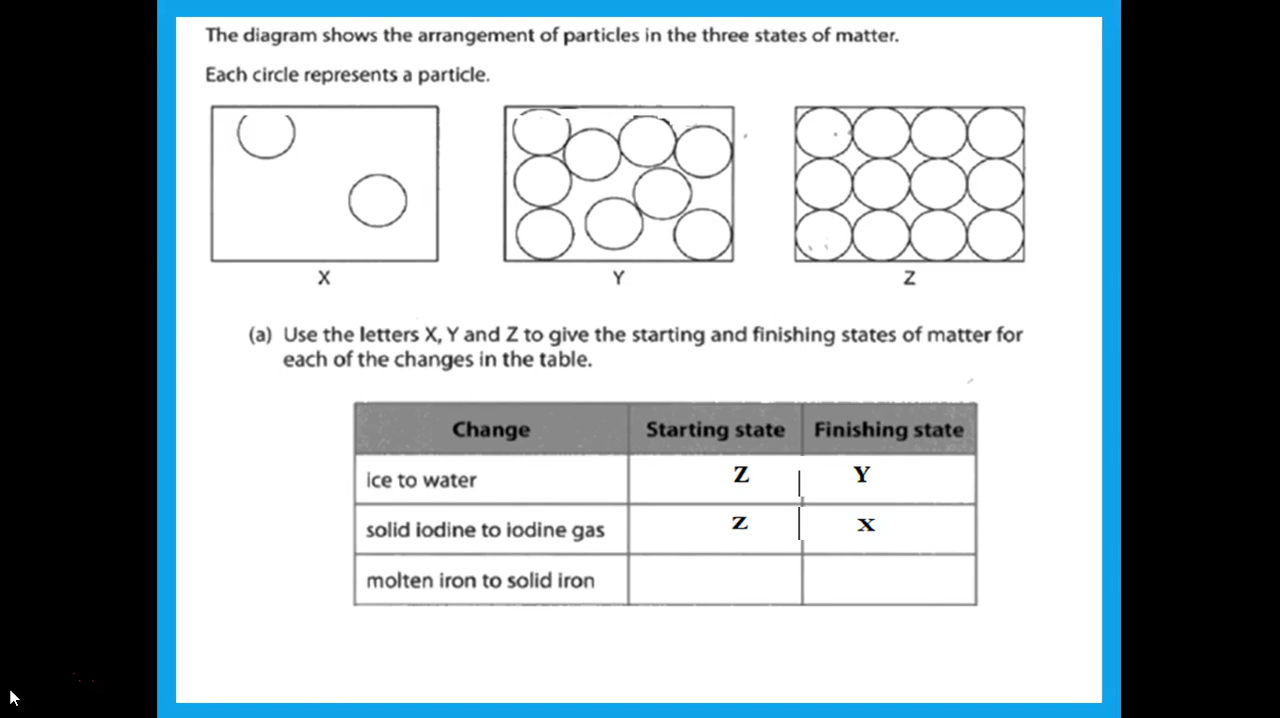 The diagram shows the arrangement of particles in the three states of matter.
Each circle represents a particle.
X Y Z
(a) Use the letters X, Y and Z to give the starting and finishing states of matter for
each of the changes in the table.
Change Starting state Finishing state
ice to water Z Y
solid iodine to iodine gas z x
molten iron to solid iron